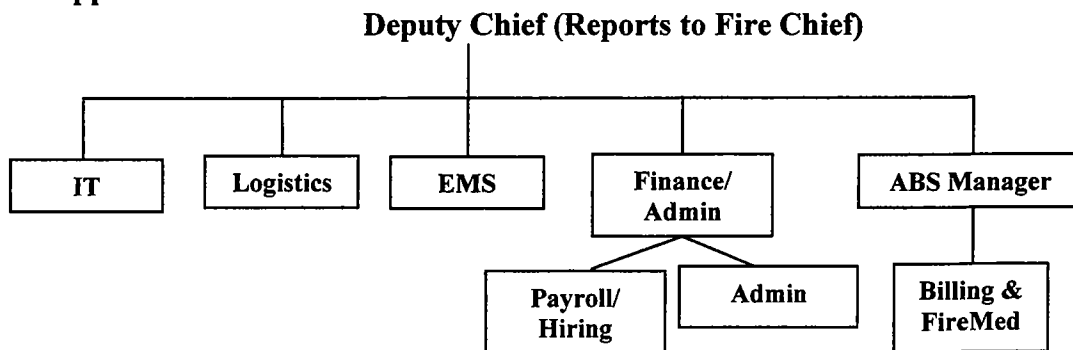 Deputy Chief (Reports to Fire Chief)
IT
Logistics
EMS
Finance/
Admin
ABS Manager
Payroll/
Hiring
Admin
Billing &
FireMed